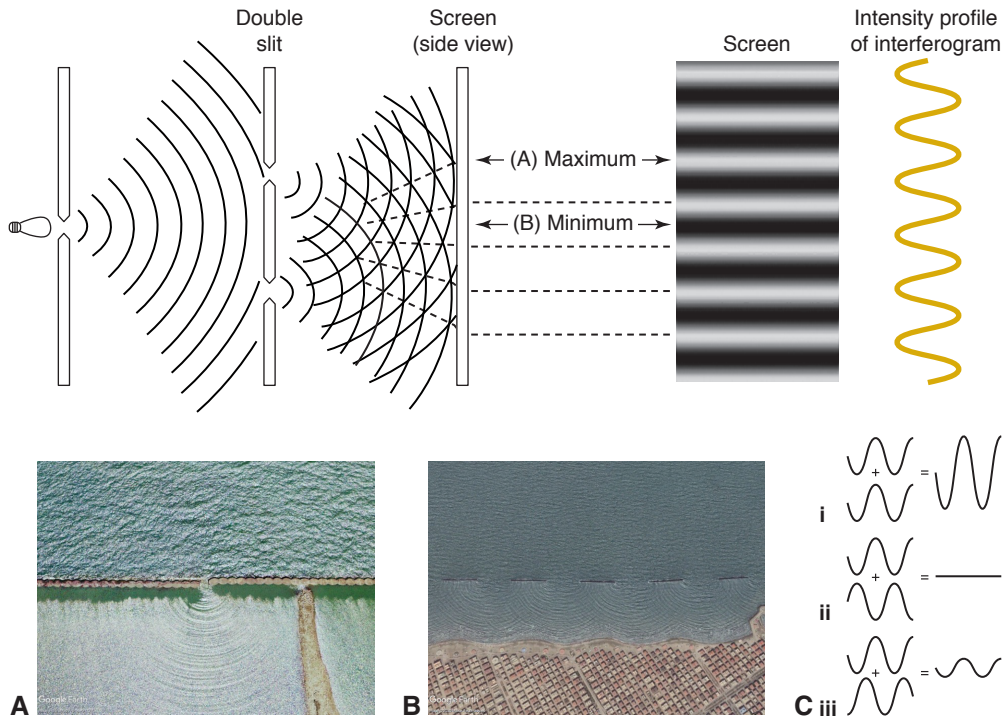 Double
slit
Screen
(side view)
Screen
Intensity profile
of interferogram
(A) Maximum
(B) Minimum
+
=
i
+
=
ii
+
=
iii
A
Google Earth
B
Google Earth
C